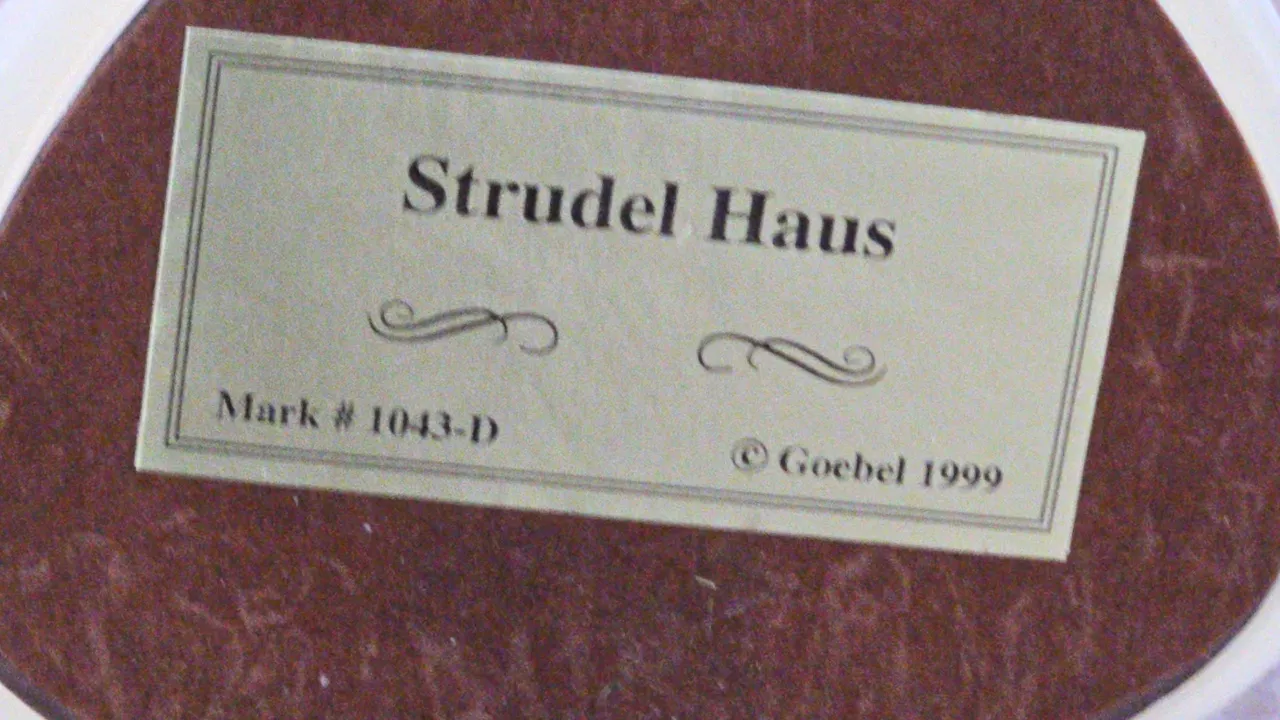 Strudel Haus
Mark # 1043-D
© Goebel 1999